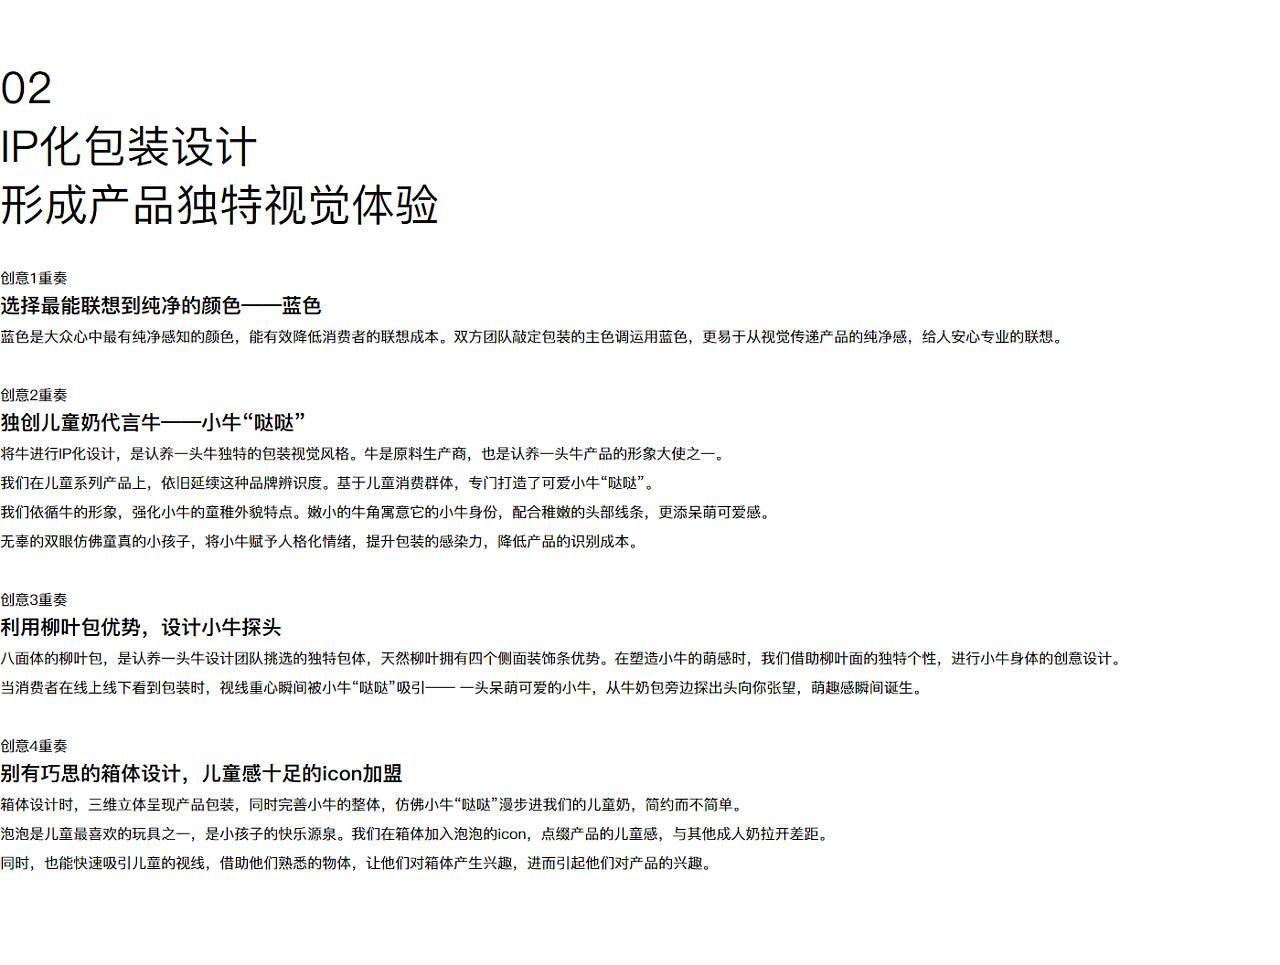 02
IP化包装设计
形成产品独特视觉体验
创意1重奏
选择最能联想到纯净的颜色——蓝色
蓝色是大众心中最有纯净感知的颜色，能有效降低消费者的联想成本。双方团队敲定包装的主色调运用蓝色，更易于从视觉传递产品的纯净感，给人安心专业的联想。
创意2重奏
独创儿童奶代言牛——小牛“哒哒”
将牛进行IP化设计，是认养一头牛独特的包装视觉风格。牛是原料生产商，也是认养一头牛产品的形象大使之一。
我们在儿童系列产品上，依旧延续这种品牌辨识度。基于儿童消费群体，专门打造了可爱小牛“哒哒”。
我们依循牛的形象，强化小牛的童稚外貌特点。嫩小的牛角寓意它的小牛身份，配合稚嫩的头部线条，更添呆萌可爱感。
无辜的双眼仿佛童真的小孩子，将小牛赋予人格化情绪，提升包装的感染力，降低产品的识别成本。
创意3重奏
利用柳叶包优势，设计小牛探头
八面体的柳叶包，是认养一头牛设计团队挑选的独特包体，天然柳叶拥有四个侧面装饰条优势。在塑造小牛的萌感时，我们借助柳叶面的独特个性，进行小牛身体的创意设计。
当消费者在线上线下看到包装时，视线重心瞬间被小牛“哒哒”吸引—— 一头呆萌可爱的小牛，从牛奶包旁边探出头向你张望，萌趣感瞬间诞生。
创意4重奏
别有巧思的箱体设计，儿童感十足的icon加盟
箱体设计时，三维立体呈现产品包装，同时完善小牛的整体，仿佛小牛“哒哒”漫步进我们的儿童奶，简约而不简单。
泡泡是儿童最喜欢的玩具之一，是小孩子的快乐源泉。我们在箱体加入泡泡的icon，点缀产品的儿童感，与其他成人奶拉开差距。
同时，也能快速吸引儿童的视线，借助他们熟悉的物体，让他们对箱体产生兴趣，进而引起他们对产品的兴趣。